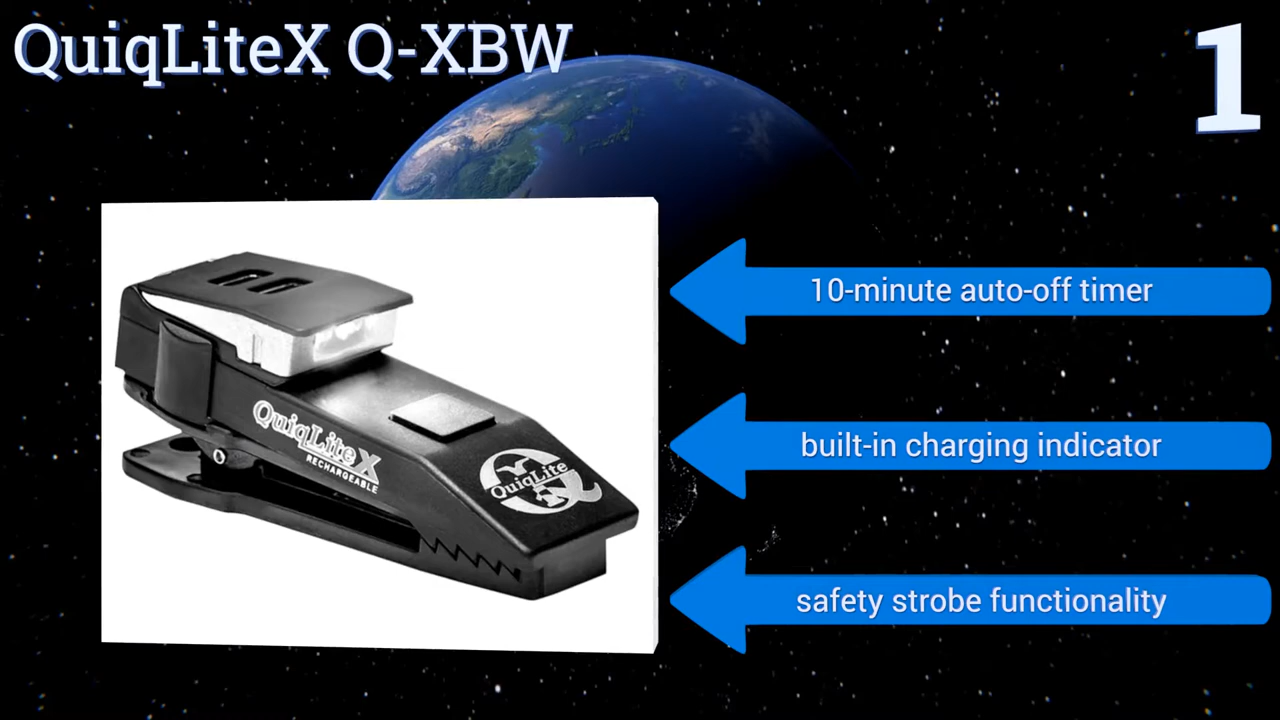 QuiqLiteX Q-XBW
1
10-minute auto-off timer
built-in charging indicator
safety strobe functionality
QuiqLiteX
RECHARGEABLE
QuiqLite